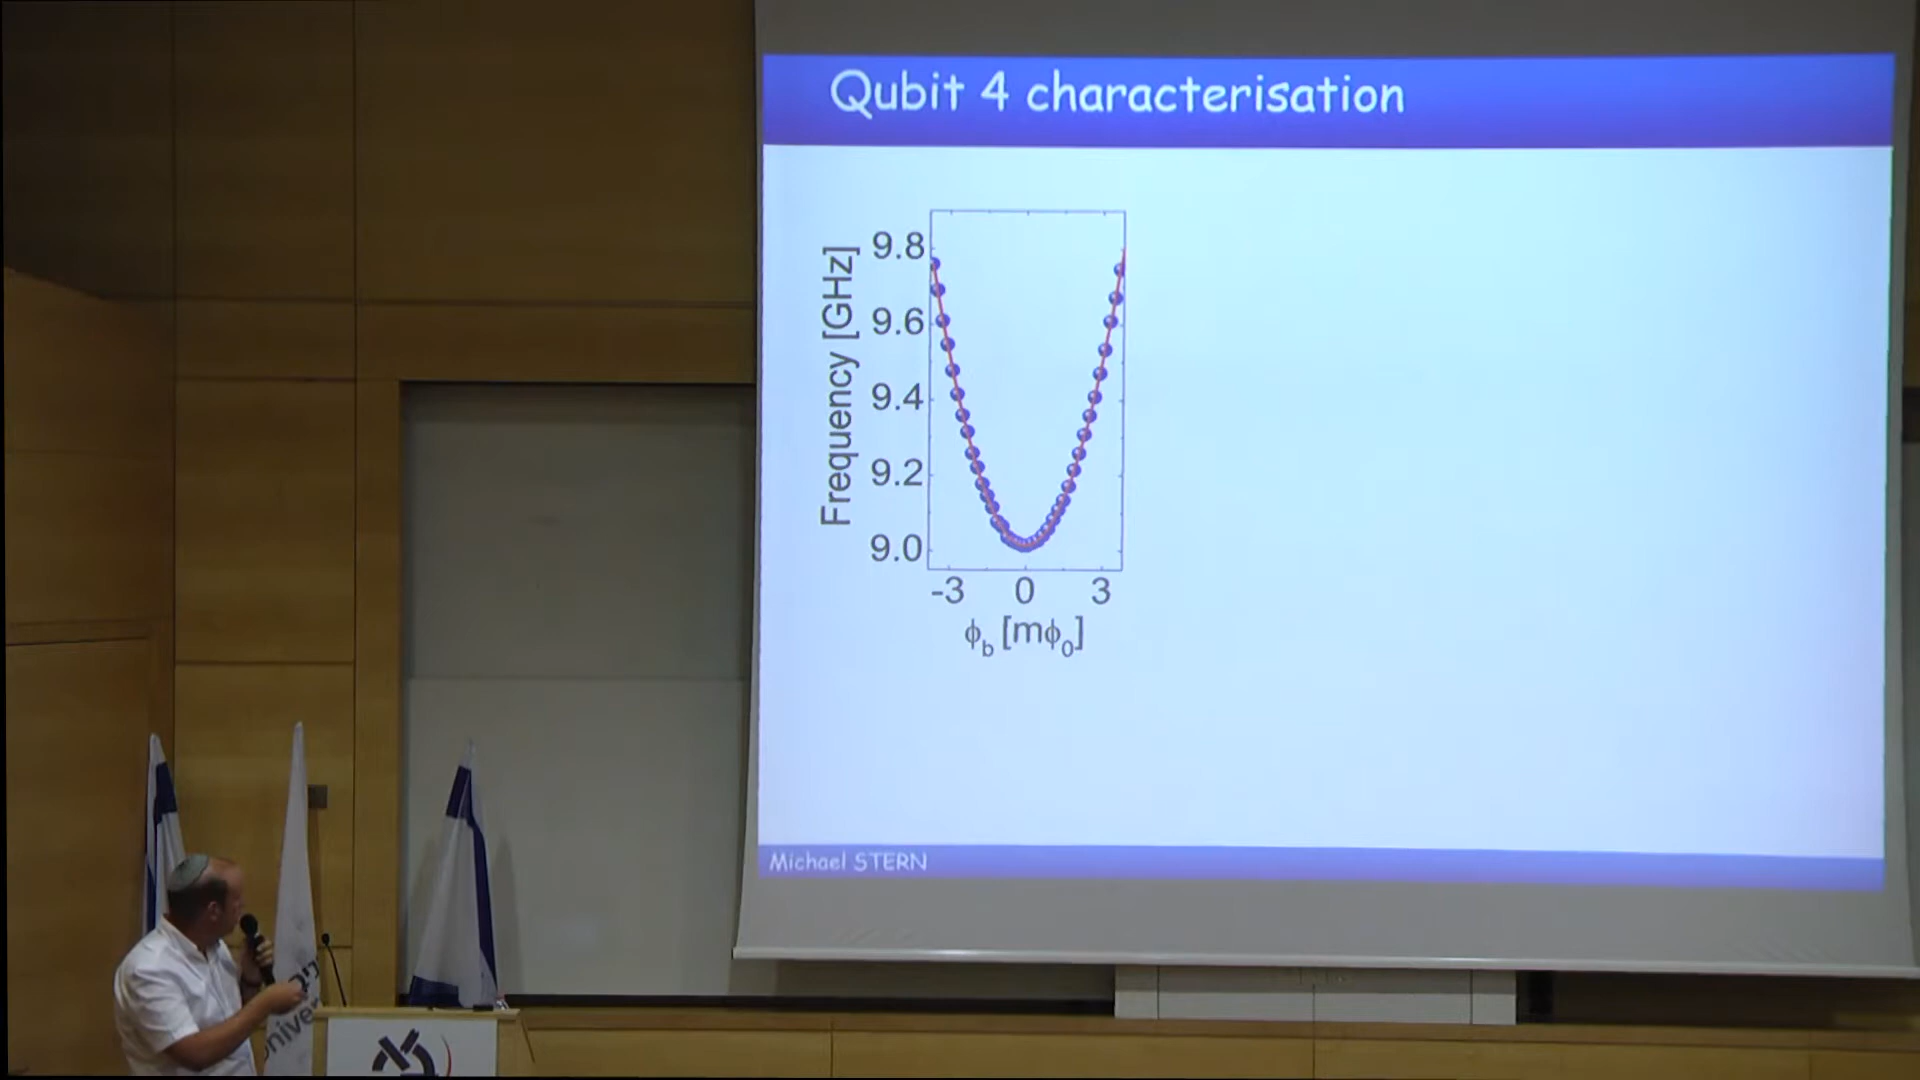 Qubit 4 characterisation
Frequency [GHz]
9.8
9.6
9.4
9.2
9.0
-3 0 3
ϕb [mϕ0]
Michael STERN